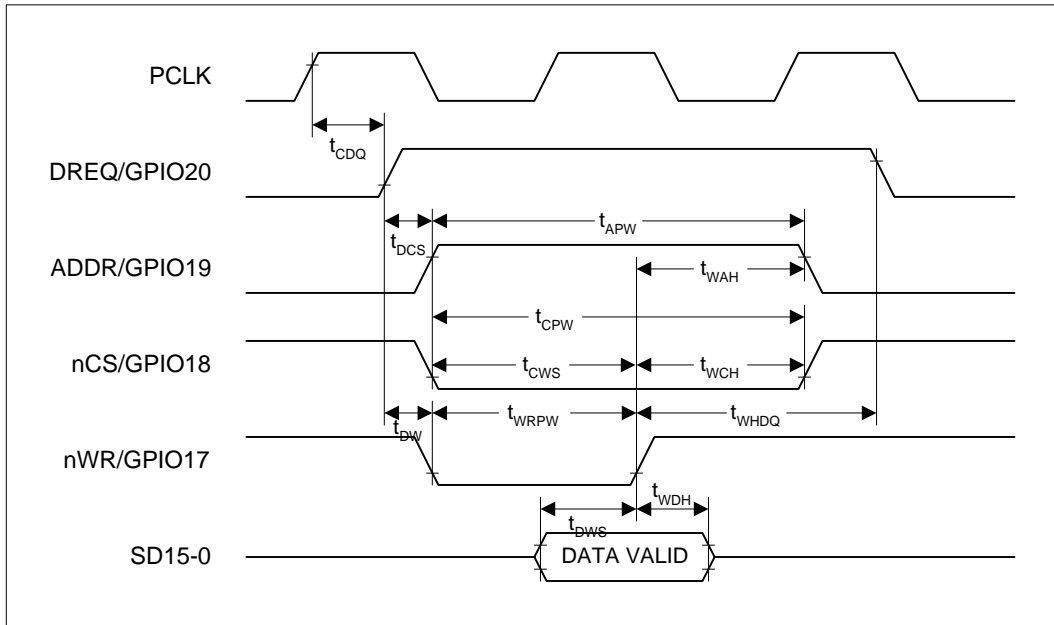 PCLK
tCDQ
DREQ/GPIO20
tAPW
tDCS
ADDR/GPIO19
tWAH
tCPW
nCS/GPIO18
tCWS
tWCH
tWRPW
tWHDQ
tDW
nWR/GPIO17
tWDH
tDWS
SD15-0
DATA VALID